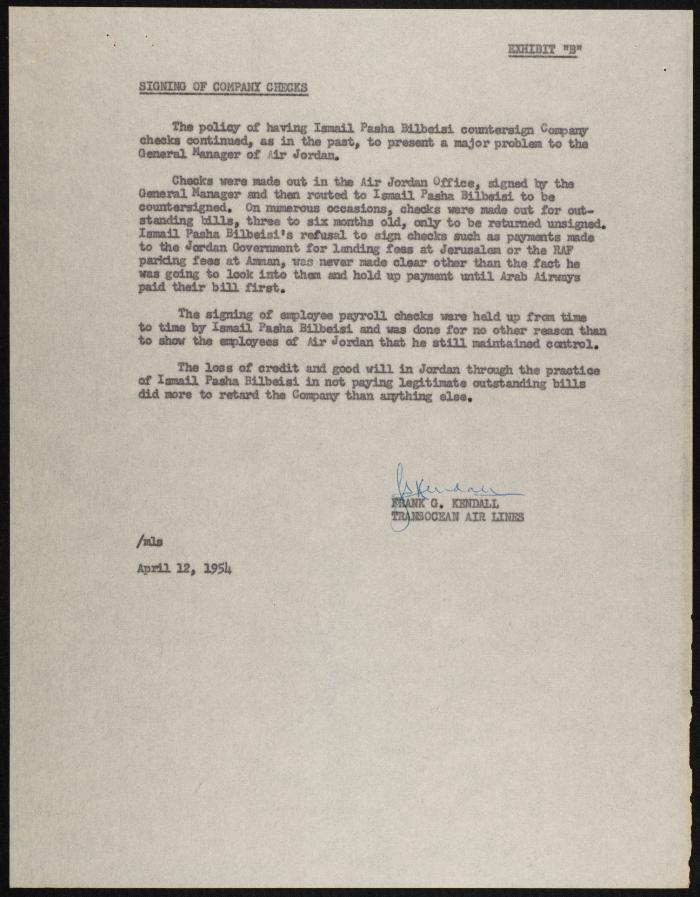 EXHIBIT "B"
SIGNING OF COMPANY CHECKS
The policy of having Ismail Pasha Bilbeisi countersign Company
checks continued, as in the past, to present a major problem to the
General Manager of Air Jordan.
Checks were made out in the Air Jordan Office, signed by the
General Manager and then routed to Ismail Pasha Bilbeisi to be
countersigned. On numerous occasions, checks were made out for out-
standing bills, three to six months old, only to be returned unsigned.
Ismail Pasha Bilbeisi's refusal to sign checks such as payments made
to the Jordan Government for landing fees at Jerusalem or the RAF
parking fees at Amman, was never made clear other than the fact he
was going to look into them and hold up payment until Arab Airways
paid their bill first.
The signing of employee payroll checks were held up from time
to time by Ismail Pasha Bilbeisi and was done for no other reason than
to show the employees of Air Jordan that he still maintained control.
The loss of credit and good will in Jordan through the practice
of Ismail Pasha Bilbeisi in not paying legitimate outstanding bills
did more to retard the Company than anything else.
FGKendall
FRANK G. KENDALL
TRANSOCEAN AIR LINES
/mls
April 12, 1954